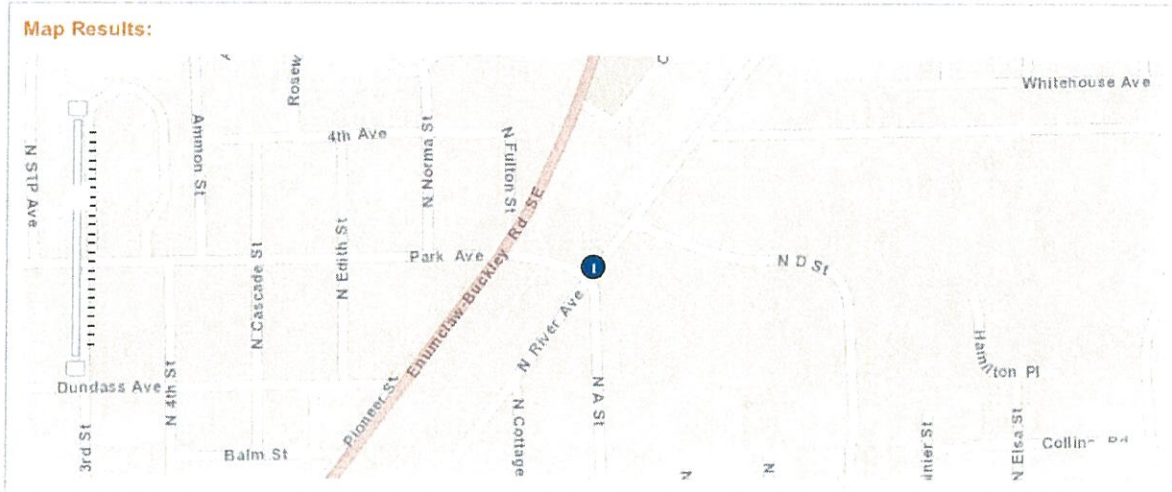 Map Results:
Whitehouse Ave
Rosew
4th Ave
Ammon St
N Norma St
N Fulton St
N STP Ave
Park Ave
N D St
N Edith St
N Cascade St
Enumclaw-Buckley Rd SE
N River Ave
Hamilton Pl
Dundass Ave
N 4th St
Pioneer St
N A St
N Cottage
3rd St
Balm St
nier St
N Elsa St
N
N